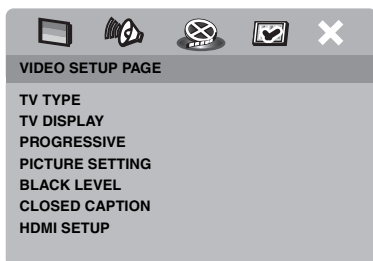 VIDEO SETUP PAGE
TV TYPE
TV DISPLAY
PROGRESSIVE
PICTURE SETTING
BLACK LEVEL
CLOSED CAPTION
HDMI SETUP